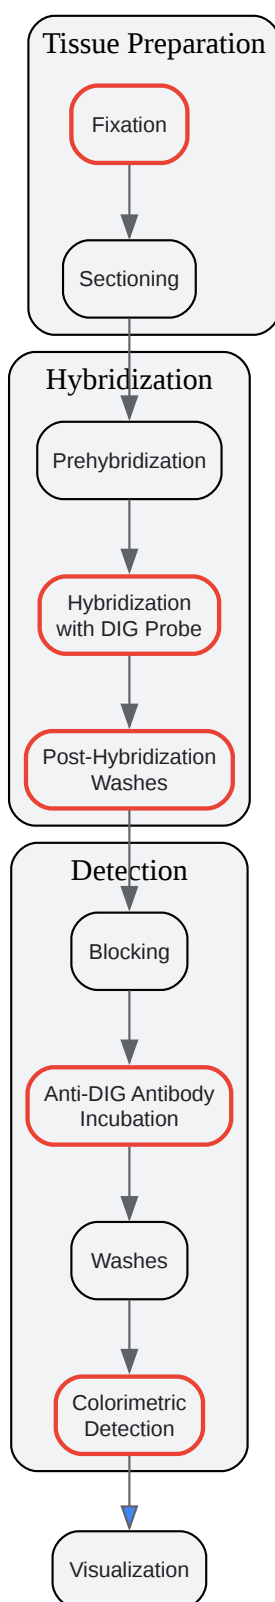 Tissue Preparation
Fixation
Sectioning
Hybridization
Prehybridization
Hybridization
with DIG Probe
Post-Hybridization
Washes
Detection
Blocking
Anti-DIG Antibody
Incubation
Washes
Colorimetric
Detection
Visualization